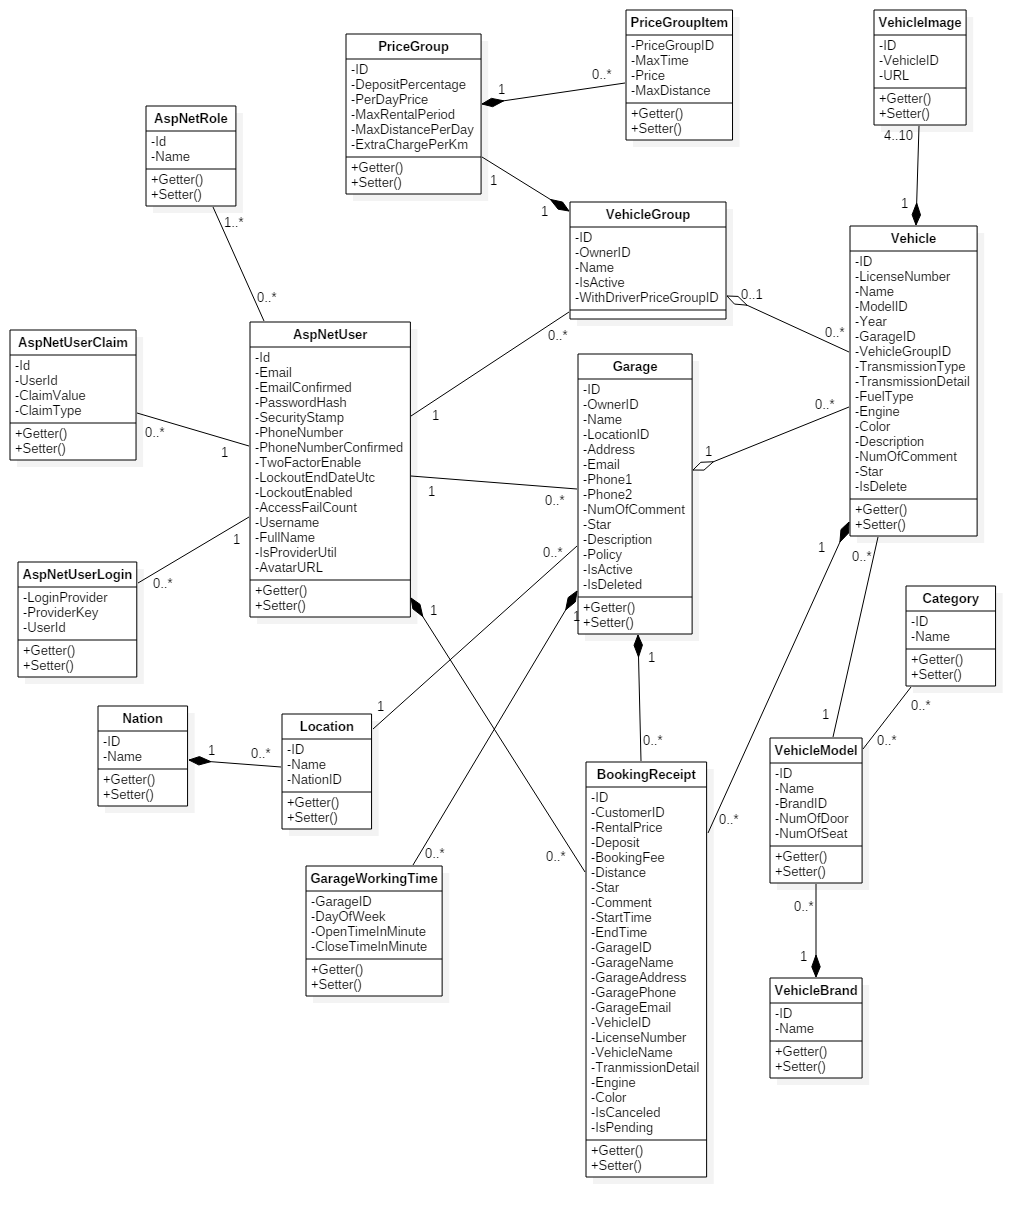 PriceGroup
-ID
-DepositPercentage
-PerDayPrice
-MaxRentalPeriod
-MaxDistancePerDay
-ExtraChargePerKm
+Getter()
+Setter()
1
0..*
PriceGroupItem
-PriceGroupID
-MaxTime
-Price
-MaxDistance
+Getter()
+Setter()
VehicleImage
-ID
-VehicleID
-URL
+Getter()
+Setter()
4..10
1
AspNetRole
-Id
-Name
+Getter()
+Setter()
1..*
0..*
1
1
VehicleGroup
-ID
-OwnerID
-Name
-IsActive
-WithDriverPriceGroupID
0..1
0..*
0..*
1
Vehicle
-ID
-LicenseNumber
-Name
-ModelID
-Year
-GarageID
-VehicleGroupID
-TransmissionType
-TransmissionDetail
-FuelType
-Engine
-Color
-Description
-NumOfComment
-Star
-IsDelete
+Getter()
+Setter()
AspNetUserClaim
-Id
-UserId
-ClaimValue
-ClaimType
+Getter()
+Setter()
0..*
1
AspNetUser
-Id
-Email
-EmailConfirmed
-PasswordHash
-SecurityStamp
-PhoneNumber
-PhoneNumberConfirmed
-TwoFactorEnable
-LockoutEndDateUtc
-LockoutEnabled
-AccessFailCount
-Username
-FullName
-IsProviderUtil
-AvatarURL
+Getter()
+Setter()
Garage
-ID
-OwnerID
-Name
-LocationID
-Address
-Email
-Phone1
-Phone2
-NumOfComment
-Star
-Description
-Policy
-IsActive
-IsDeleted
+Getter()
+Setter()
1
0..*
1
0..*
0..*
1
1
1
1
0..*
AspNetUserLogin
-LoginProvider
-ProviderKey
-UserId
+Getter()
+Setter()
1
0..*
Category
-ID
-Name
+Getter()
+Setter()
0..*
0..*
1
Nation
-ID
-Name
+Getter()
+Setter()
1
0..*
Location
-ID
-Name
-NationID
+Getter()
+Setter()
1
0..*
0..*
VehicleModel
-ID
-Name
-BrandID
-NumOfDoor
-NumOfSeat
+Getter()
+Setter()
0..*
1
GarageWorkingTime
-GarageID
-DayOfWeek
-OpenTimeInMinute
-CloseTimeInMinute
+Getter()
+Setter()
0..*
0..*
BookingReceipt
-ID
-CustomerID
-RentalPrice
-Deposit
-BookingFee
-Distance
-Star
-Comment
-StartTime
-EndTime
-GarageID
-GarageName
-GarageAddress
-GaragePhone
-GarageEmail
-VehicleID
-LicenseNumber
-VehicleName
-TranmissionDetail
-Engine
-Color
-IsCanceled
-IsPending
+Getter()
+Setter()
VehicleBrand
-ID
-Name
+Getter()
+Setter()